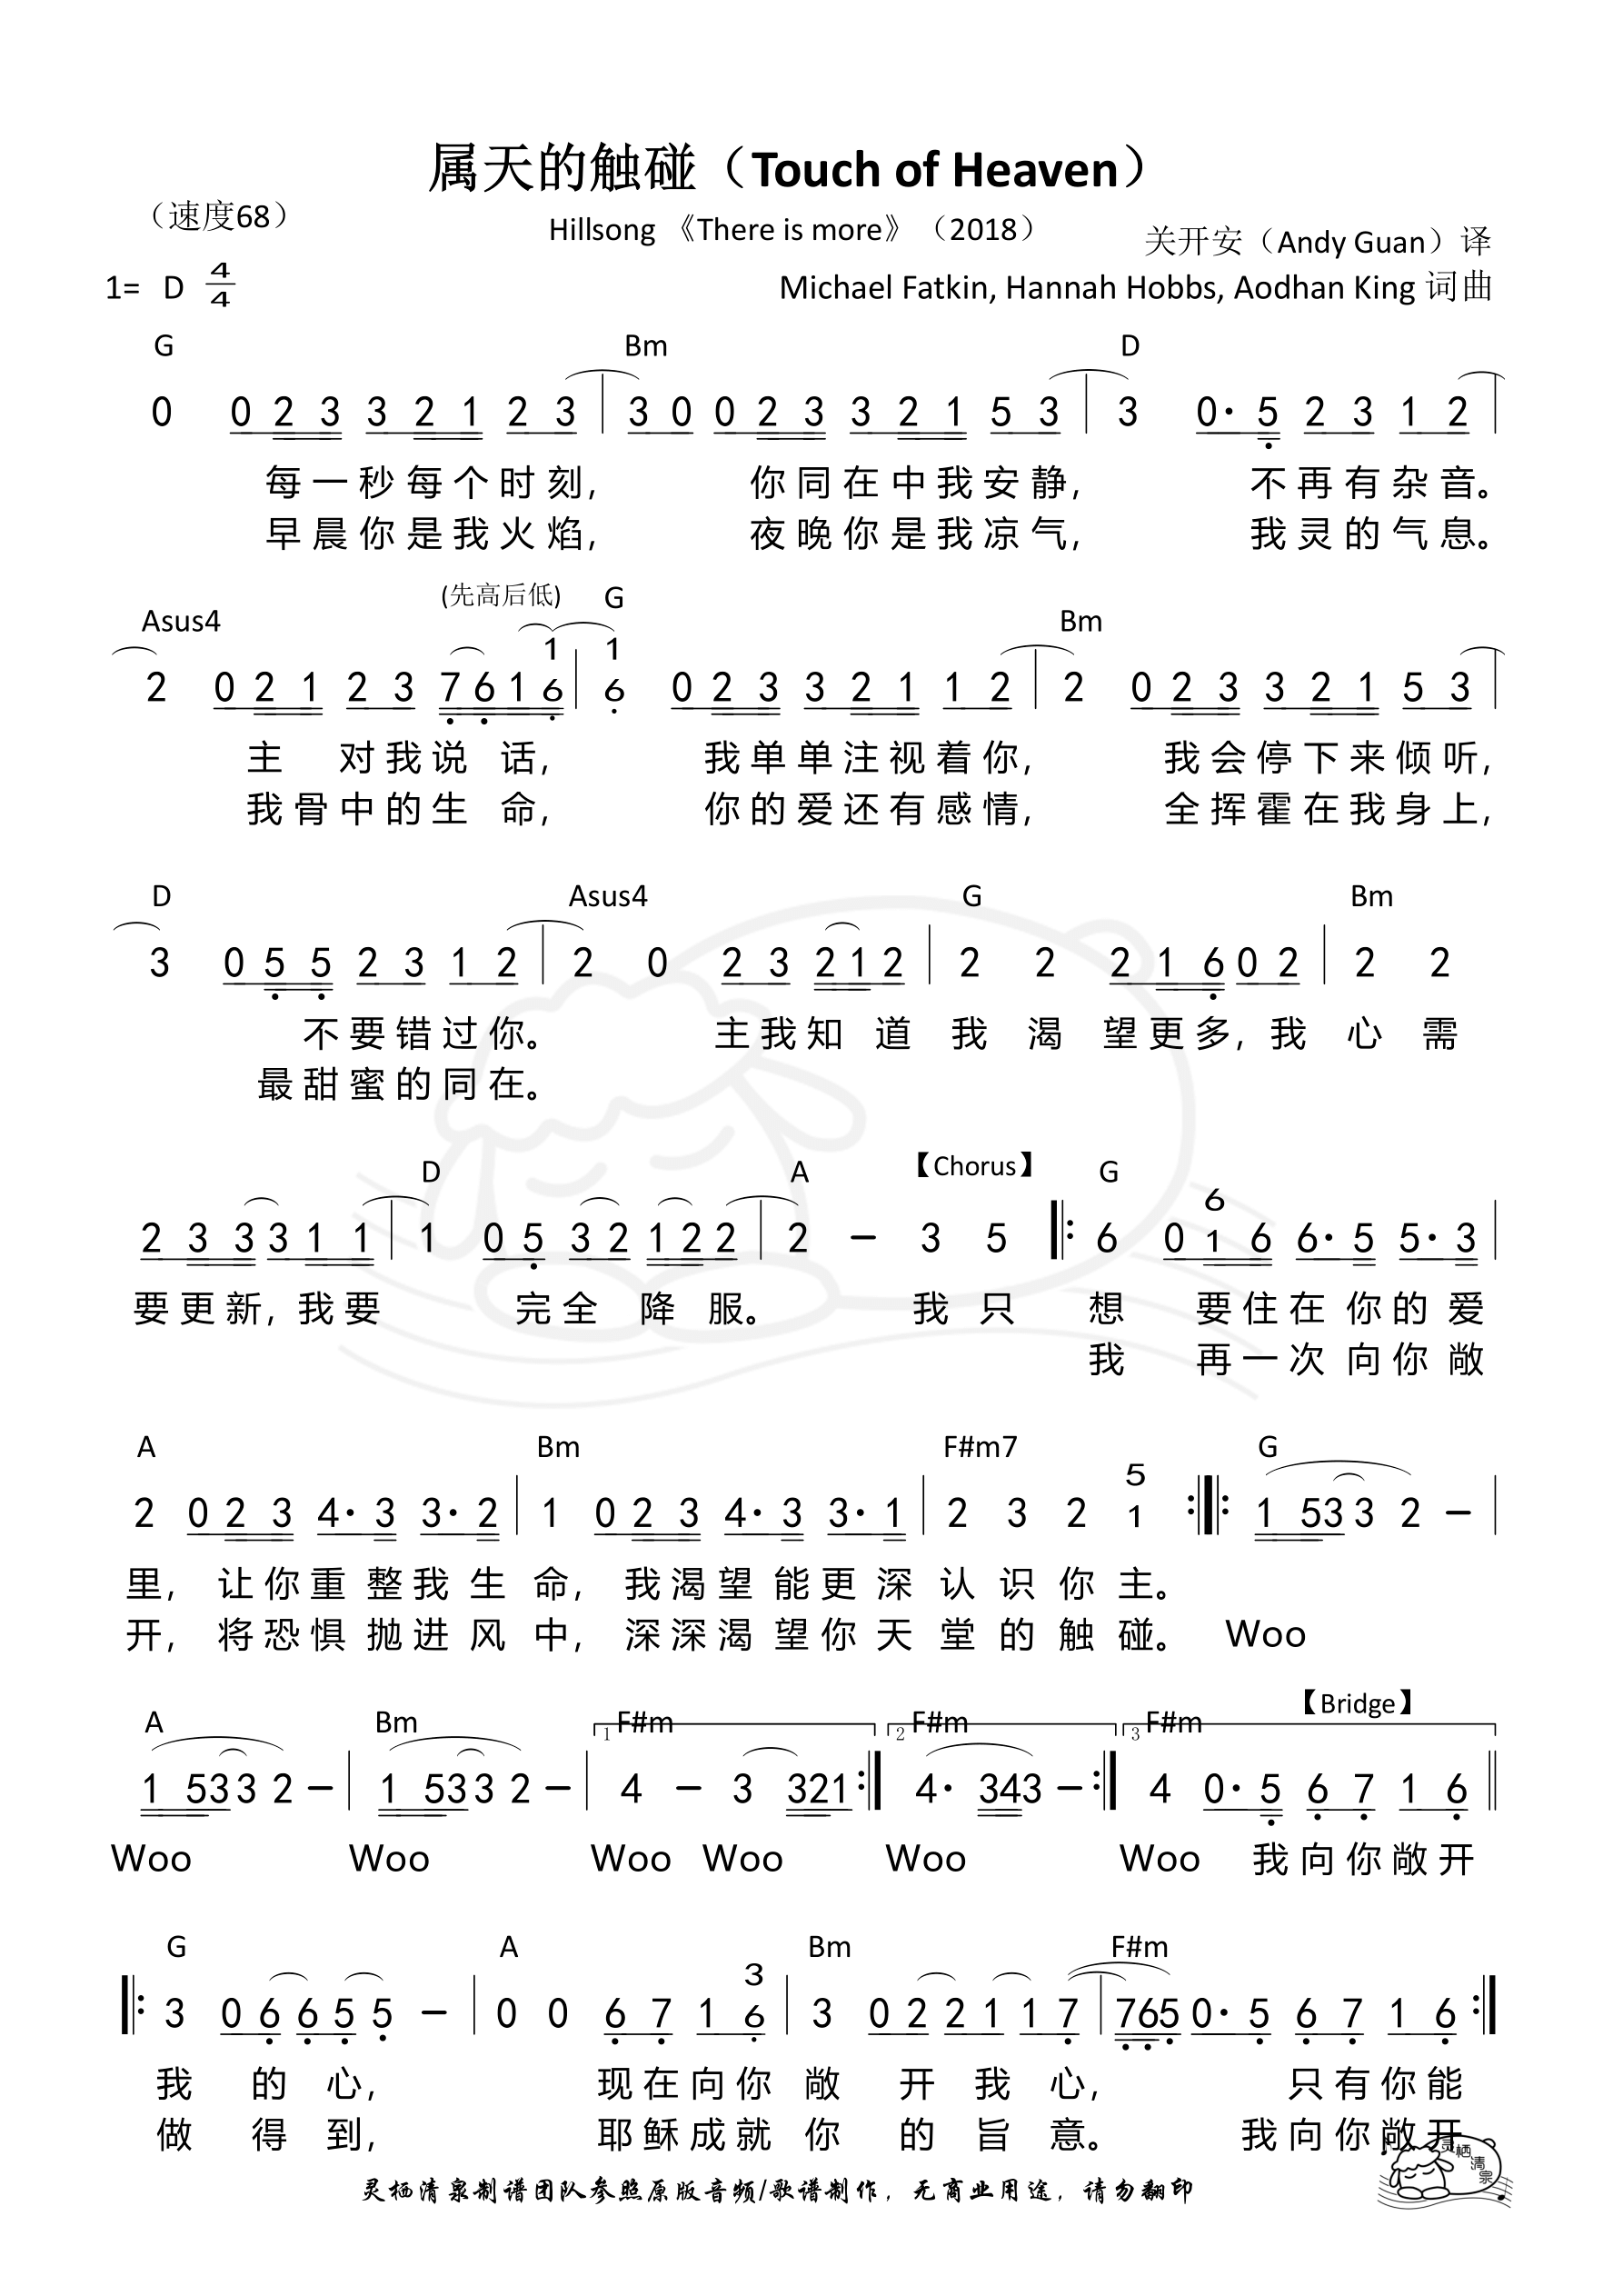 属天的触碰（Touch of Heaven）
（速度68）
Hillsong 《There is more》（2018）
关开安（Andy Guan）译
1= D 4/4
Michael Fatkin, Hannah Hobbs, Aodhan King 词曲
G Bm D
0 0 2 3 3 2 1 2 3 | 3 0 0 2 3 3 2 1 5 3 | 3 0· 5 2 3 1 2 |
每一秒每个时刻, 你同在中我安静, 不再有杂音。
早晨你是我火焰, 夜晚你是我凉气, 我灵的气息。
(先高后低)
Asus4 G Bm
1 1
2 0 2 1 2 3 7 6 1 6 | 6 0 2 3 3 2 1 1 2 | 2 0 2 3 3 2 1 5 3 |
主 对我说 话, 我单单注视着你, 我会停下来倾听,
我骨中的生 命, 你的爱还有感情, 全挥霍在我身上,
D Asus4 G Bm
3 0 5 5 2 3 1 2 | 2 0 2 3 2 1 2 | 2 2 2 1 6 0 2 | 2 2
不要错过你。 主我知 道 我 渴 望更多, 我 心 需
最甜蜜的同在。
D A 【Chorus】 G
6
2 3 3 3 1 1 | 1 0 5 3 2 1 2 2 | 2 – 3 5 |: 6 0 1 6 6· 5 5· 3 |
要更新, 我要 完全 降 服。 我 只 想 要住在 你的 爱
我 再一次 向你 敞
A Bm F#m7 G
5
2 0 2 3 4· 3 3· 2 | 1 0 2 3 4· 3 3· 1 | 2 3 2 1 :|: 1 5 3 3 2 – |
里, 让你重 整我 生 命, 我渴望 能更 深 认 识 你 主。
开, 将恐惧 抛进 风 中, 深深渴 望你 天 堂 的 触 碰。 Woo
【Bridge】
A Bm 1 F#m 2 F#m 3 F#m
1 5 3 3 2 – | 1 5 3 3 2 – | 4 – 3 3 2 1 :| 4· 3 4 3 – :| 4 0· 5 6 7 1 6 ||
Woo Woo Woo Woo Woo Woo 我向你敞开
G A Bm F#m
3
|: 3 0 6 6 5 5 – | 0 0 6 7 1 6 | 3 0 2 2 1 1 7 | 7 6 5 0· 5 6 7 1 6 :|
我 的 心, 现在向你 敞 开 我 心, 只有你能
做 得 到, 耶稣成就 你 的 旨 意。 我向你敞开
灵栖清泉制谱团队参照原版音频/歌谱制作，无商业用途，请勿翻印
灵栖清泉